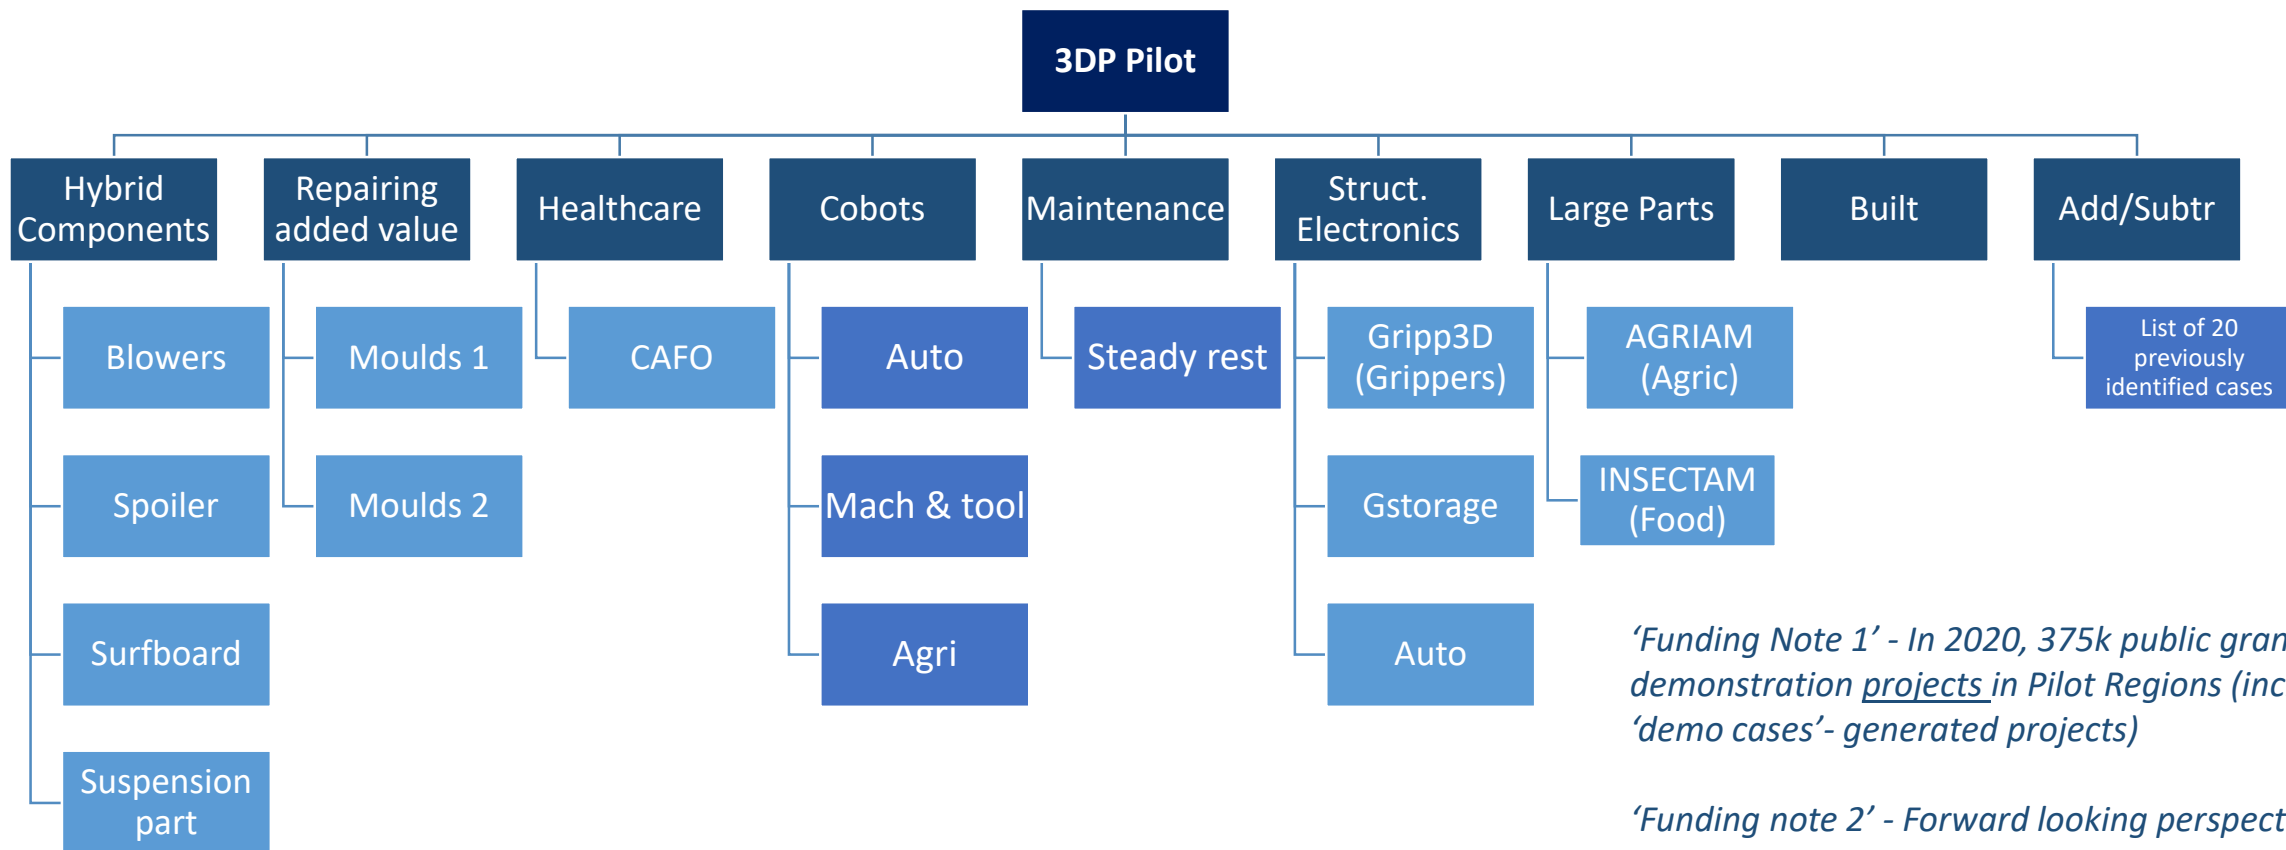 3DP Pilot
Hybrid
Components
Repairing
added value
Healthcare
Cobots
Maintenance
Struct.
Electronics
Large Parts
Built
Add/Subtr
Blowers
Spoiler
Surfboard
Suspension
part
Moulds 1
Moulds 2
CAFO
Auto
Mach & tool
Agri
Steady rest
Gripp3D
(Grippers)
Gstorage
Auto
AGRIAM
(Agric)
INSECTAM
(Food)
List of 20
previously
identified cases
‘Funding Note 1’ - In 2020, 375k public gran
demonstration projects in Pilot Regions (inc
‘demo cases’- generated projects)
‘Funding note 2’ - Forward looking perspect